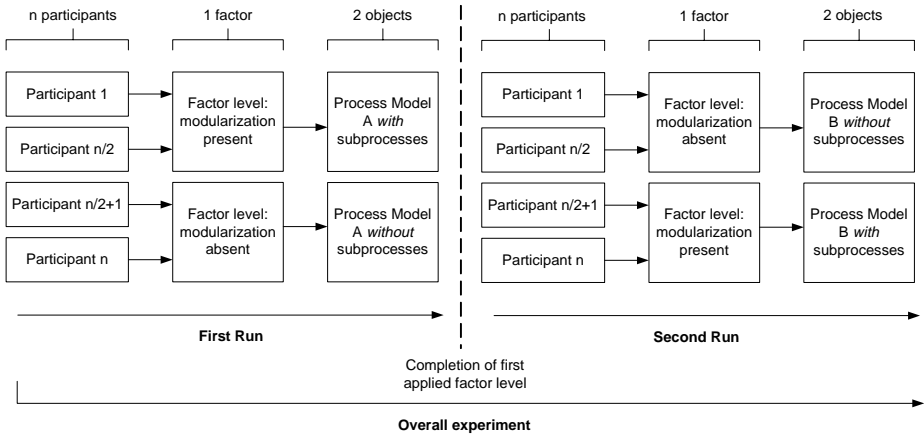 n participants
1 factor
2 objects
Participant 1
Participant n/2
Participant n/2+1
Participant n
Factor level:
modularization
present
Factor level:
modularization
absent
Process Model
A with
subprocesses
Process Model
A without
subprocesses
First Run
n participants
1 factor
2 objects
Participant 1
Participant n/2
Participant n/2+1
Participant n
Factor level:
modularization
absent
Factor level:
modularization
present
Process Model
B without
subprocesses
Process Model
B with
subprocesses
Second Run
Completion of first
applied factor level
Overall experiment